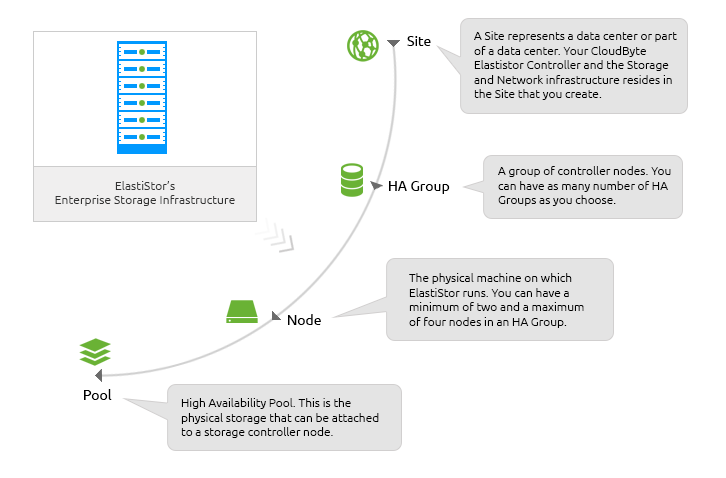 Site
A Site represents a data center or part
of a data center. Your CloudByte
Elastistor Controller and the Storage
and Network infrastructure resides in
the Site that you create.
ElastiStor's
Enterprise Storage Infrastructure
HA Group
A group of controller nodes. You
can have as many number of HA
Groups as you choose.
Node
The physical machine on which
ElastiStor runs. You can have a
minimum of two and a maximum
of four nodes in an HA Group.
Pool
High Availability Pool. This is the
physical storage that can be attached
to a storage controller node.